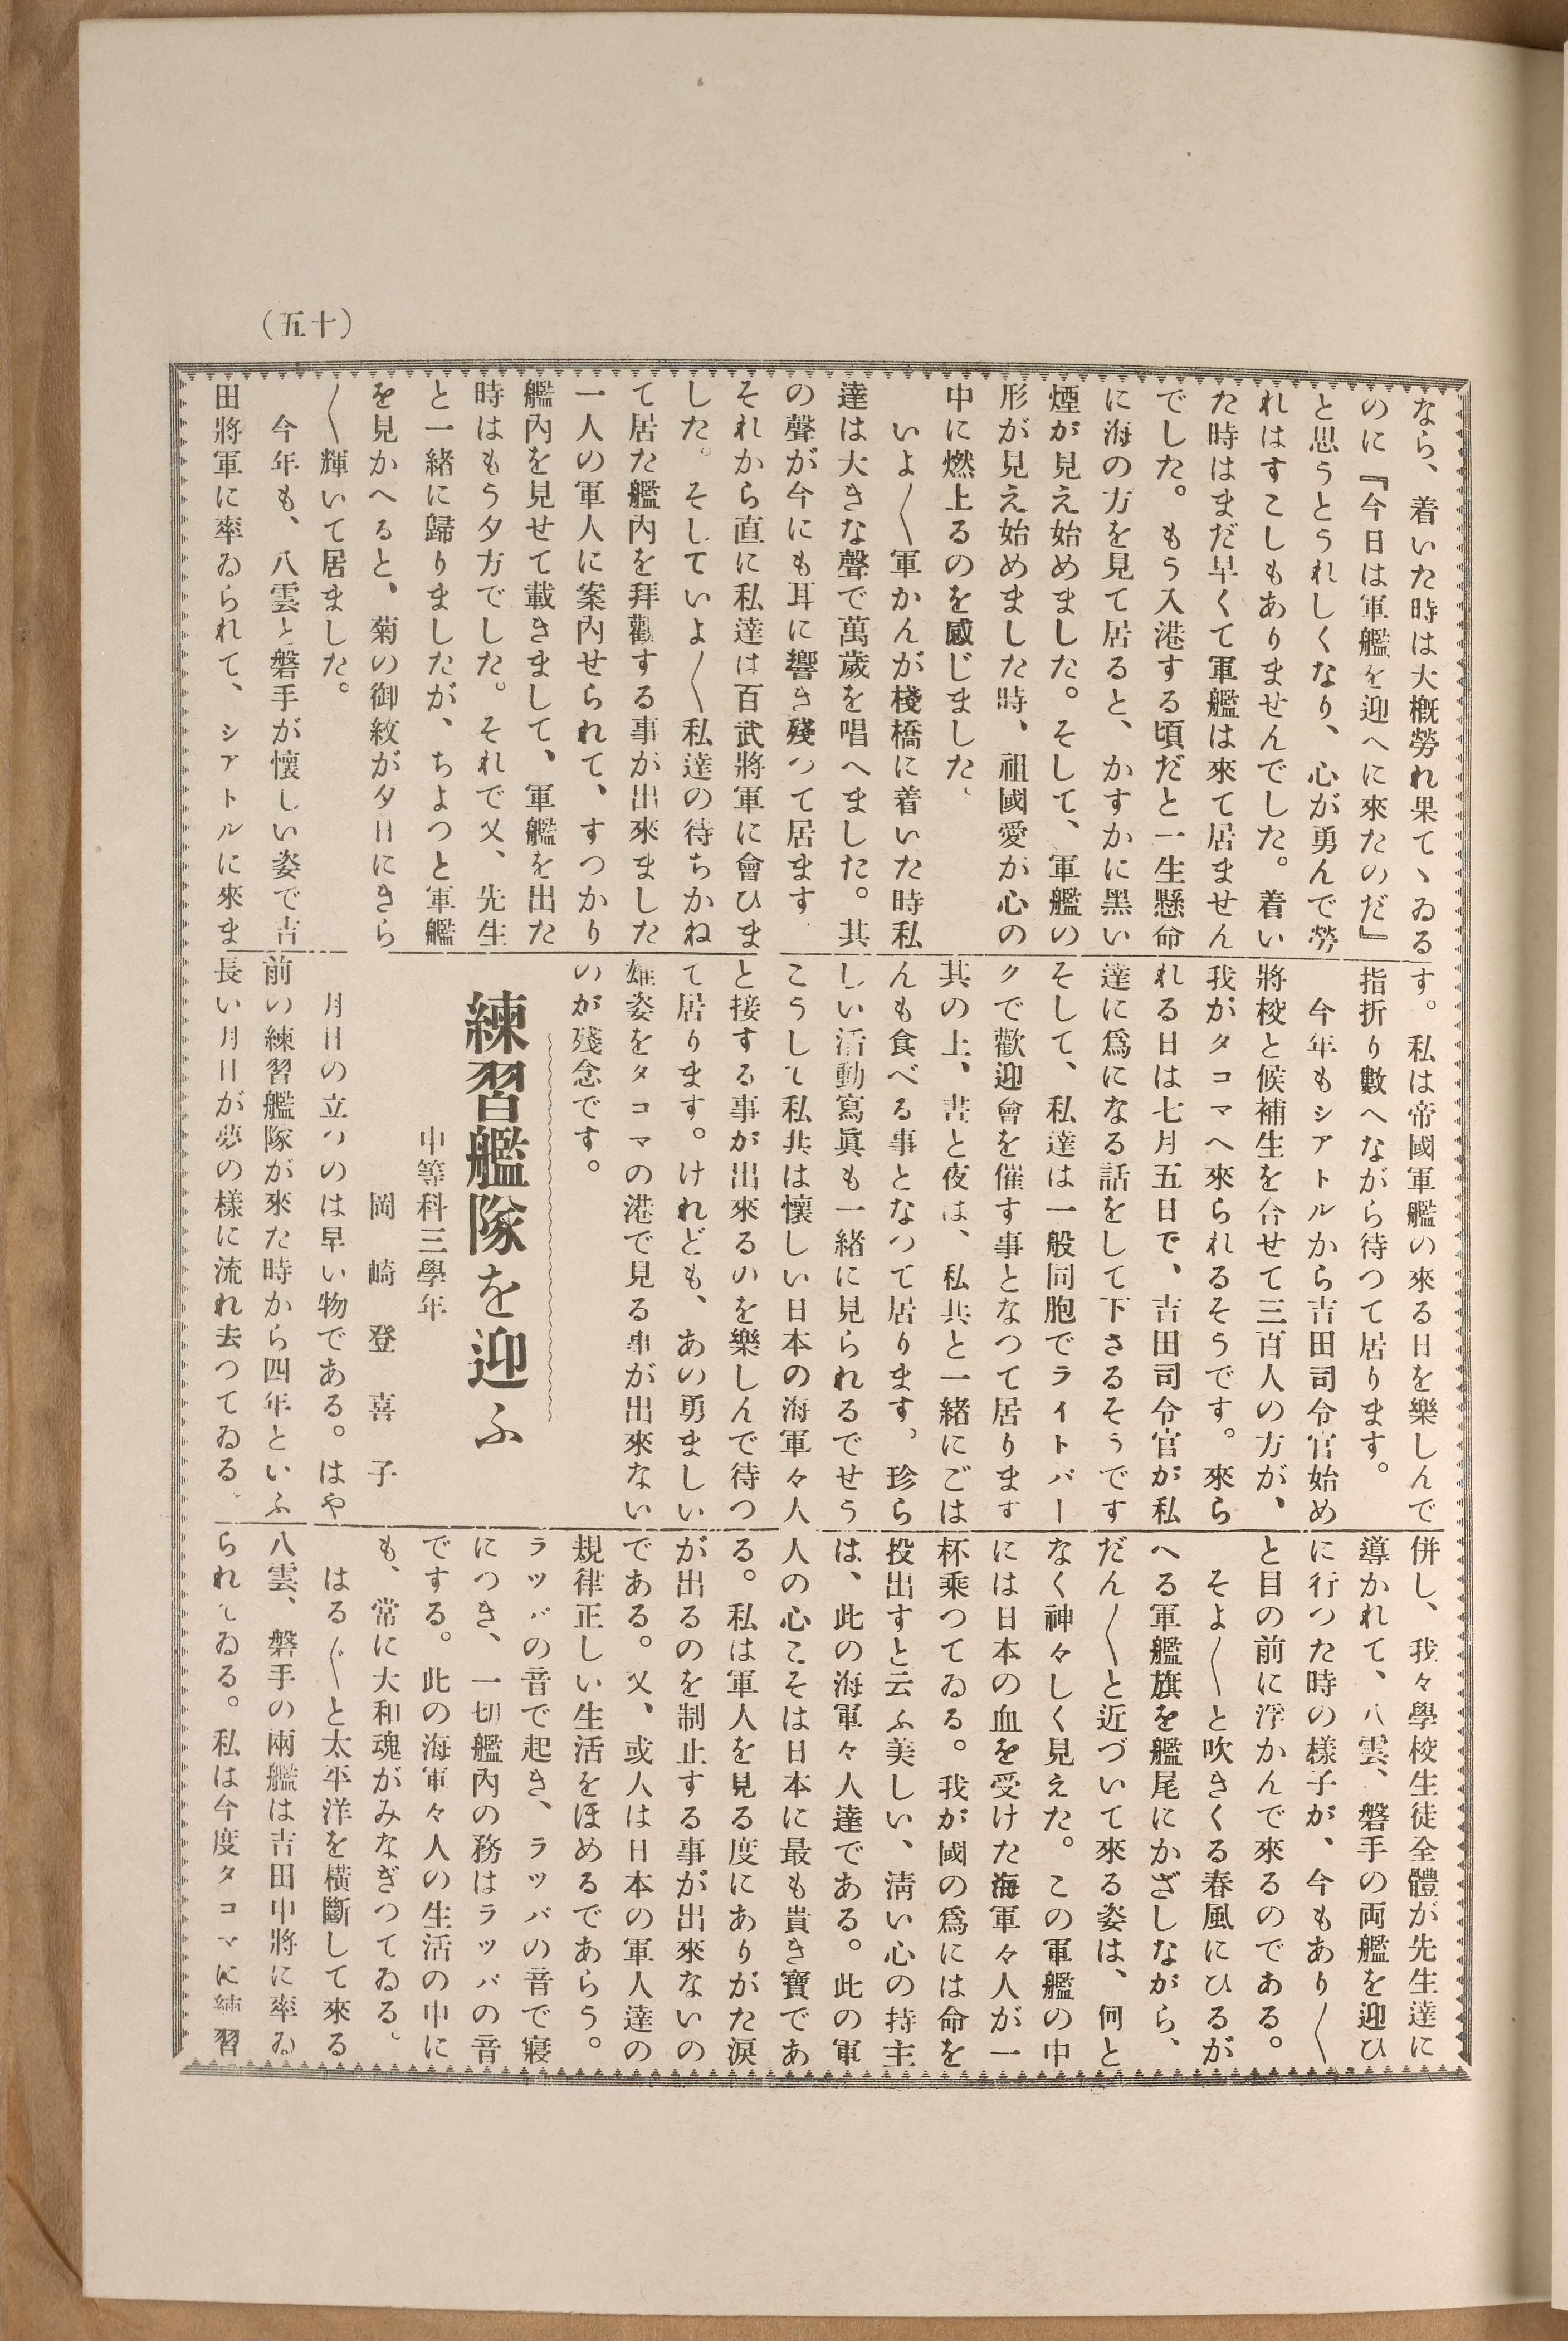 (五十)
なら、着いた時は大概勞れ果てゝゐる
のに『今日は軍艦を迎へに來たのだ』
と思うとうれしくなり、心が勇んで勞
れはすこしもありませんでした。着い
た時はまだ早くて軍艦は來て居ません
でした。もう入港する頃だと一生懸命
に海の方を見て居ると、かすかに黒い
煙が見え始めました。そして、軍艦の
形が見え始めました時、祖國愛が心の
中に燃上るのを感じました、
いよ〳〵軍かんが棧橋に着いた時私
達は大きな聲で萬歲を唱へました。其
の聲が今にも耳に響き殘つて居ます
それから直に私達は百武將軍に會ひま
した。そしていよ〳〵私達の待ちかね
て居た艦內を拜觀する事が出來ました
一人の軍人に案內せられて、すつかり
艦內を見せて載きまして、軍艦を出た
時はもう夕方でした。それで又、先生
と一緒に歸りましたが、ちよつと軍艦
を見かへると、菊の御紋が夕日にきら
〳〵輝いて居ました。
今年も、八雲と磐手が懷しい姿で吉
田將軍に率ゐられて、シアトルに來ま
す。私は帝國軍艦の來る日を樂しんで
指折り數へながら待つて居ります。
今年もシアトルから吉田司令官始め
將校と候補生を合せて三百人の方が、
我がタコマへ來られるそうです。來ら
れる日は七月五日で、吉田司令官が私
達に爲になる話をして下さるそうです
そして、私達は一般同胞でライトパー
クで歡迎會を催す事となつて居ります
其の上、書と夜は、私共と一緒にごは
んも食べる事となつて居ります。珍ら
しい活動寫眞も一緒に見られるでせう
こうして私共は懷しい日本の海軍々人
と接する事が出來るのを樂しんで待つ
て居ります。けれども、あの勇ましい
雄姿をタコマの港で見る事が出來ない
のが殘念です。
練習艦隊を迎ふ
中等科三學年
岡崎登喜子
月日の立つのは早い物である。はや
前の練習艦隊が來た時から四年といふ
長い月日が夢の樣に流れ去つてゐる。
併し、我々學校生徒全體が先生達に
導かれて、八雲、磐手の両艦を迎ひ
に行つた時の樣子が、今もあり〳〵
と目の前に浮かんで來るのである。
そよ〳〵と吹きくる春風にひるが
へる軍艦旗を艦尾にかざしながら、
だん〳〵と近づいて來る姿は、何と
なく神々しく見えた。この軍艦の中
には日本の血を受けた海軍々人が一
杯乘つてゐる。我が國の爲には命を
投出すと云ふ美しい、淸い心の持主
は、此の海軍々人達である。此の軍
人の心こそは日本に最も貴き寶であ
る。私は軍人を見る度にありがた淚
が出るのを制止する事が出來ないの
である。又、或人は日本の軍人達の
規律正しい生活をほめるであらう。
ラッパの音で起き、ラッパの音で寢
につき、一切艦內の務はラッパの音
でする。此の海軍々人の生活の中に
も、常に大和魂がみなぎつてゐる。
はる〴〵と太平洋を橫斷して來る
八雲、磐手の兩艦は吉田中將に率ゐ
られてゐる。私は今度タコマに練習